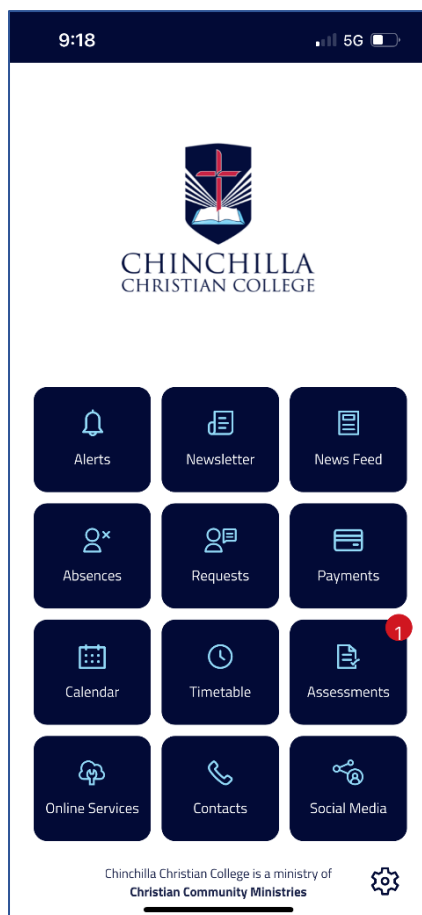 9:18
5G
CHINCHILLA
CHRISTIAN COLLEGE
Alerts
Newsletter
News Feed
Absences
Requests
Payments
1
Calendar
Timetable
Assessments
Online Services
Contacts
Social Media
Chinchilla Christian College is a ministry of
Christian Community Ministries